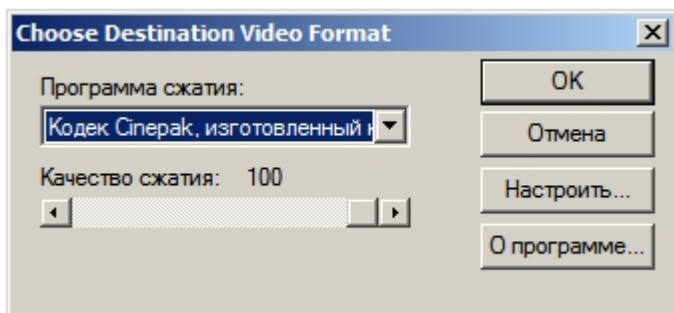 Choose Destination Video Format
Программа сжатия:
Кодек Cinepak, изготовленный
Качество сжатия: 100
OK
Отмена
Настроить...
О программе...